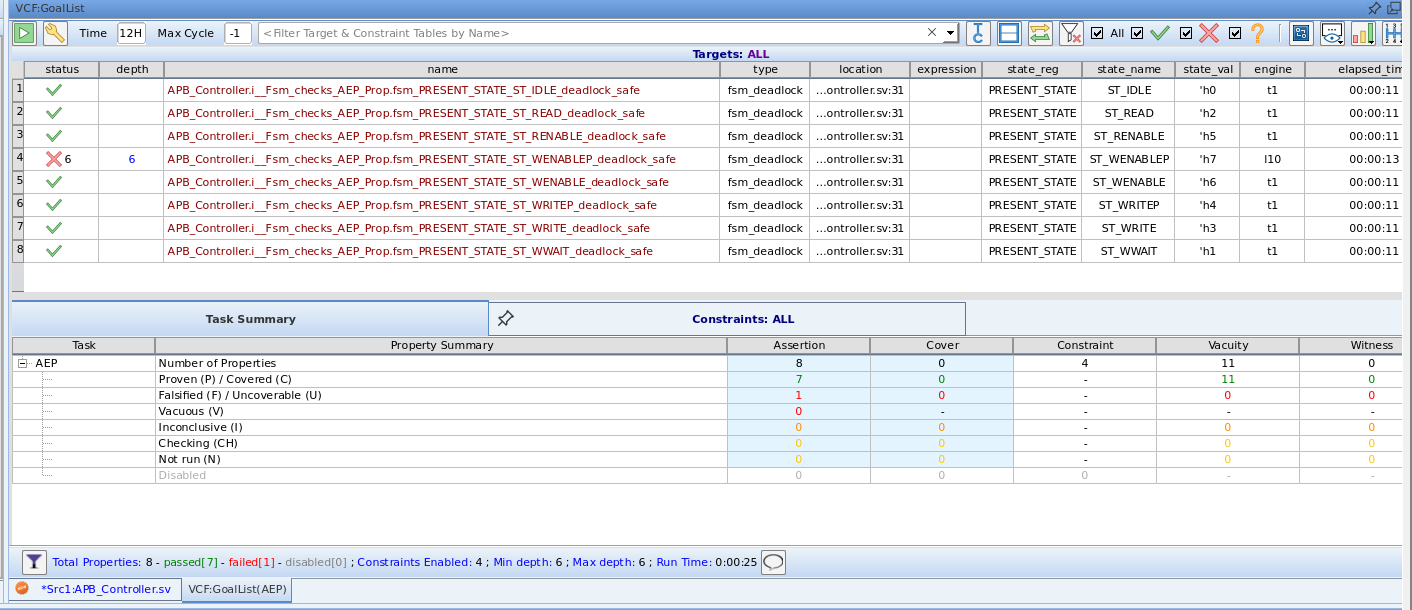 VCF:GoalList
Time 12H Max Cycle -1 <Filter Target & Constraint Tables by Name> All
Targets: ALL
status depth name type location expression state_reg state_name state_val engine elapsed_tim
1 APB_Controller.i__Fsm_checks_AEP_Prop.fsm_PRESENT_STATE_ST_IDLE_deadlock_safe fsm_deadlock ...ontroller.sv:31 PRESENT_STATE ST_IDLE 'h0 t1 00:00:11
2 APB_Controller.i__Fsm_checks_AEP_Prop.fsm_PRESENT_STATE_ST_READ_deadlock_safe fsm_deadlock ...ontroller.sv:31 PRESENT_STATE ST_READ 'h2 t1 00:00:11
3 APB_Controller.i__Fsm_checks_AEP_Prop.fsm_PRESENT_STATE_ST_RENABLE_deadlock_safe fsm_deadlock ...ontroller.sv:31 PRESENT_STATE ST_RENABLE 'h5 t1 00:00:11
4 6 6 APB_Controller.i__Fsm_checks_AEP_Prop.fsm_PRESENT_STATE_ST_WENABLEP_deadlock_safe fsm_deadlock ...ontroller.sv:31 PRESENT_STATE ST_WENABLEP 'h7 l10 00:00:13
5 APB_Controller.i__Fsm_checks_AEP_Prop.fsm_PRESENT_STATE_ST_WENABLE_deadlock_safe fsm_deadlock ...ontroller.sv:31 PRESENT_STATE ST_WENABLE 'h6 t1 00:00:11
6 APB_Controller.i__Fsm_checks_AEP_Prop.fsm_PRESENT_STATE_ST_WRITEP_deadlock_safe fsm_deadlock ...ontroller.sv:31 PRESENT_STATE ST_WRITEP 'h4 t1 00:00:11
7 APB_Controller.i__Fsm_checks_AEP_Prop.fsm_PRESENT_STATE_ST_WRITE_deadlock_safe fsm_deadlock ...ontroller.sv:31 PRESENT_STATE ST_WRITE 'h3 t1 00:00:11
8 APB_Controller.i__Fsm_checks_AEP_Prop.fsm_PRESENT_STATE_ST_WWAIT_deadlock_safe fsm_deadlock ...ontroller.sv:31 PRESENT_STATE ST_WWAIT 'h1 t1 00:00:11
Task Summary Constraints: ALL
Task Property Summary Assertion Cover Constraint Vacuity Witness
AEP Number of Properties 8 0 4 11 0
Proven (P) / Covered (C) 7 0 - 11 0
Falsified (F) / Uncoverable (U) 1 0 - 0 0
Vacuous (V) 0 - - - -
Inconclusive (I) 0 0 - 0 0
Checking (CH) 0 0 - 0 0
Not run (N) 0 0 - 0 0
Disabled 0 0 0 - -
Total Properties: 8 - passed[7] - failed[1] - disabled[0] ; Constraints Enabled: 4 ; Min depth: 6 ; Max depth: 6 ; Run Time: 0:00:25
*Src1:APB_Controller.sv VCF:GoalList(AEP)